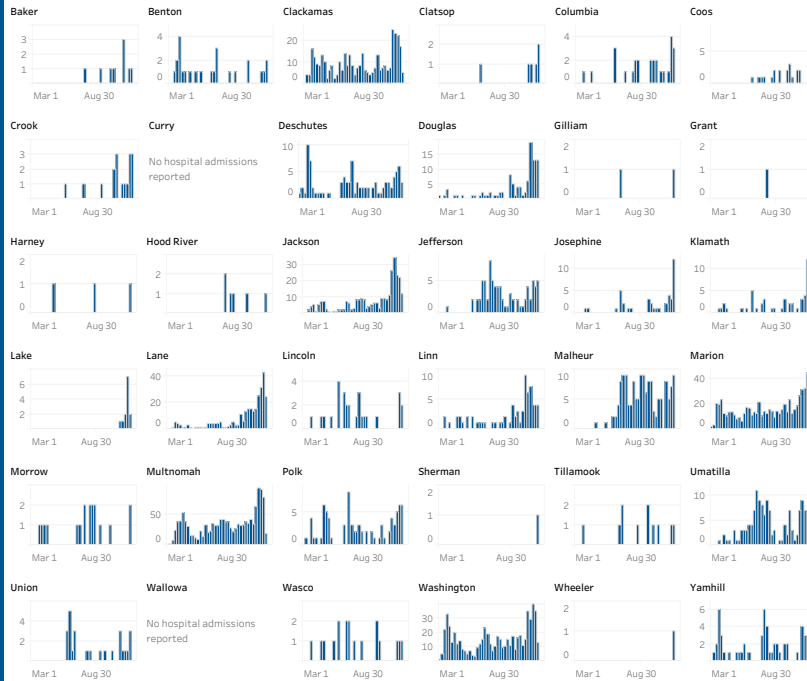 Baker
Benton
Clackamas
Clatsop
Columbia
Coos
3
2
1
4
2
0
20
10
0
3
2
1
4
2
0
5
0
Mar 1 Aug 30
Mar 1 Aug 30
Mar 1 Aug 30
Mar 1 Aug 30
Mar 1 Aug 30
Mar 1 Aug 30
Crook
Curry
Deschutes
Douglas
Gilliam
Grant
3
2
1
No hospital admissions
reported
10
5
0
15
10
5
2
1
0
2
1
0
Mar 1 Aug 30
Mar 1 Aug 30
Mar 1 Aug 30
Mar 1 Aug 30
Mar 1 Aug 30
Harney
Hood River
Jackson
Jefferson
Josephine
Klamath
2
1
0
2
1
30
20
10
5
0
10
5
0
10
5
0
Mar 1 Aug 30
Mar 1 Aug 30
Mar 1 Aug 30
Mar 1 Aug 30
Mar 1 Aug 30
Mar 1 Aug 30
Lake
Lane
Lincoln
Linn
Malheur
Marion
6
4
2
40
20
0
4
2
0
10
5
0
10
5
0
40
20
0
Mar 1 Aug 30
Mar 1 Aug 30
Mar 1 Aug 30
Mar 1 Aug 30
Mar 1 Aug 30
Mar 1 Aug 30
Morrow
Multnomah
Polk
Sherman
Tillamook
Umatilla
2
1
50
0
5
0
2
1
0
2
1
10
5
0
Mar 1 Aug 30
Mar 1 Aug 30
Mar 1 Aug 30
Mar 1 Aug 30
Mar 1 Aug 30
Mar 1 Aug 30
Union
Wallowa
Wasco
Washington
Wheeler
Yamhill
4
2
No hospital admissions
reported
2
1
30
20
10
2
1
0
6
4
2
Mar 1 Aug 30
Mar 1 Aug 30
Mar 1 Aug 30
Mar 1 Aug 30
Mar 1 Aug 30